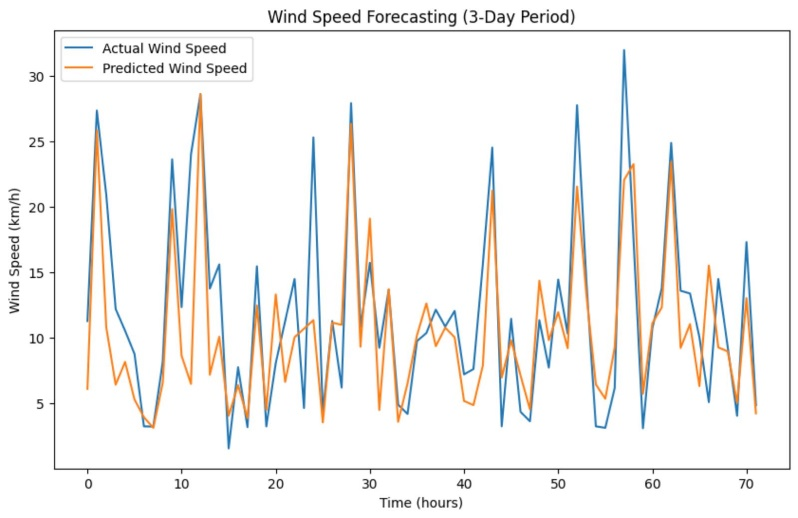 Wind Speed Forecasting (3-Day Period)
Actual Wind Speed
Predicted Wind Speed
30
25
20
15
10
5
Wind Speed (km/h)
0 10 20 30 40 50 60 70
Time (hours)